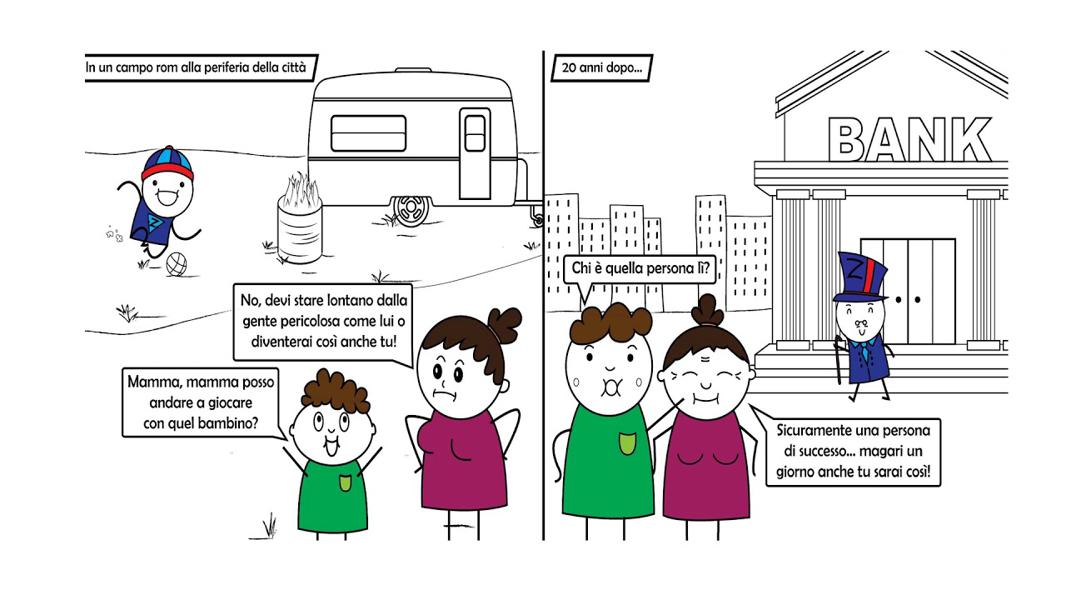 In un campo rom alla periferia della città
No, devi stare lontano dalla
gente pericolosa come lui o
diventerai così anche tu!
Mamma, mamma posso
andare a giocare
con quel bambino?
20 anni dopo...
BANK
Chi è quella persona lì?
Z
Sicuramente una persona
di successo... magari un
giorno anche tu sarai così!